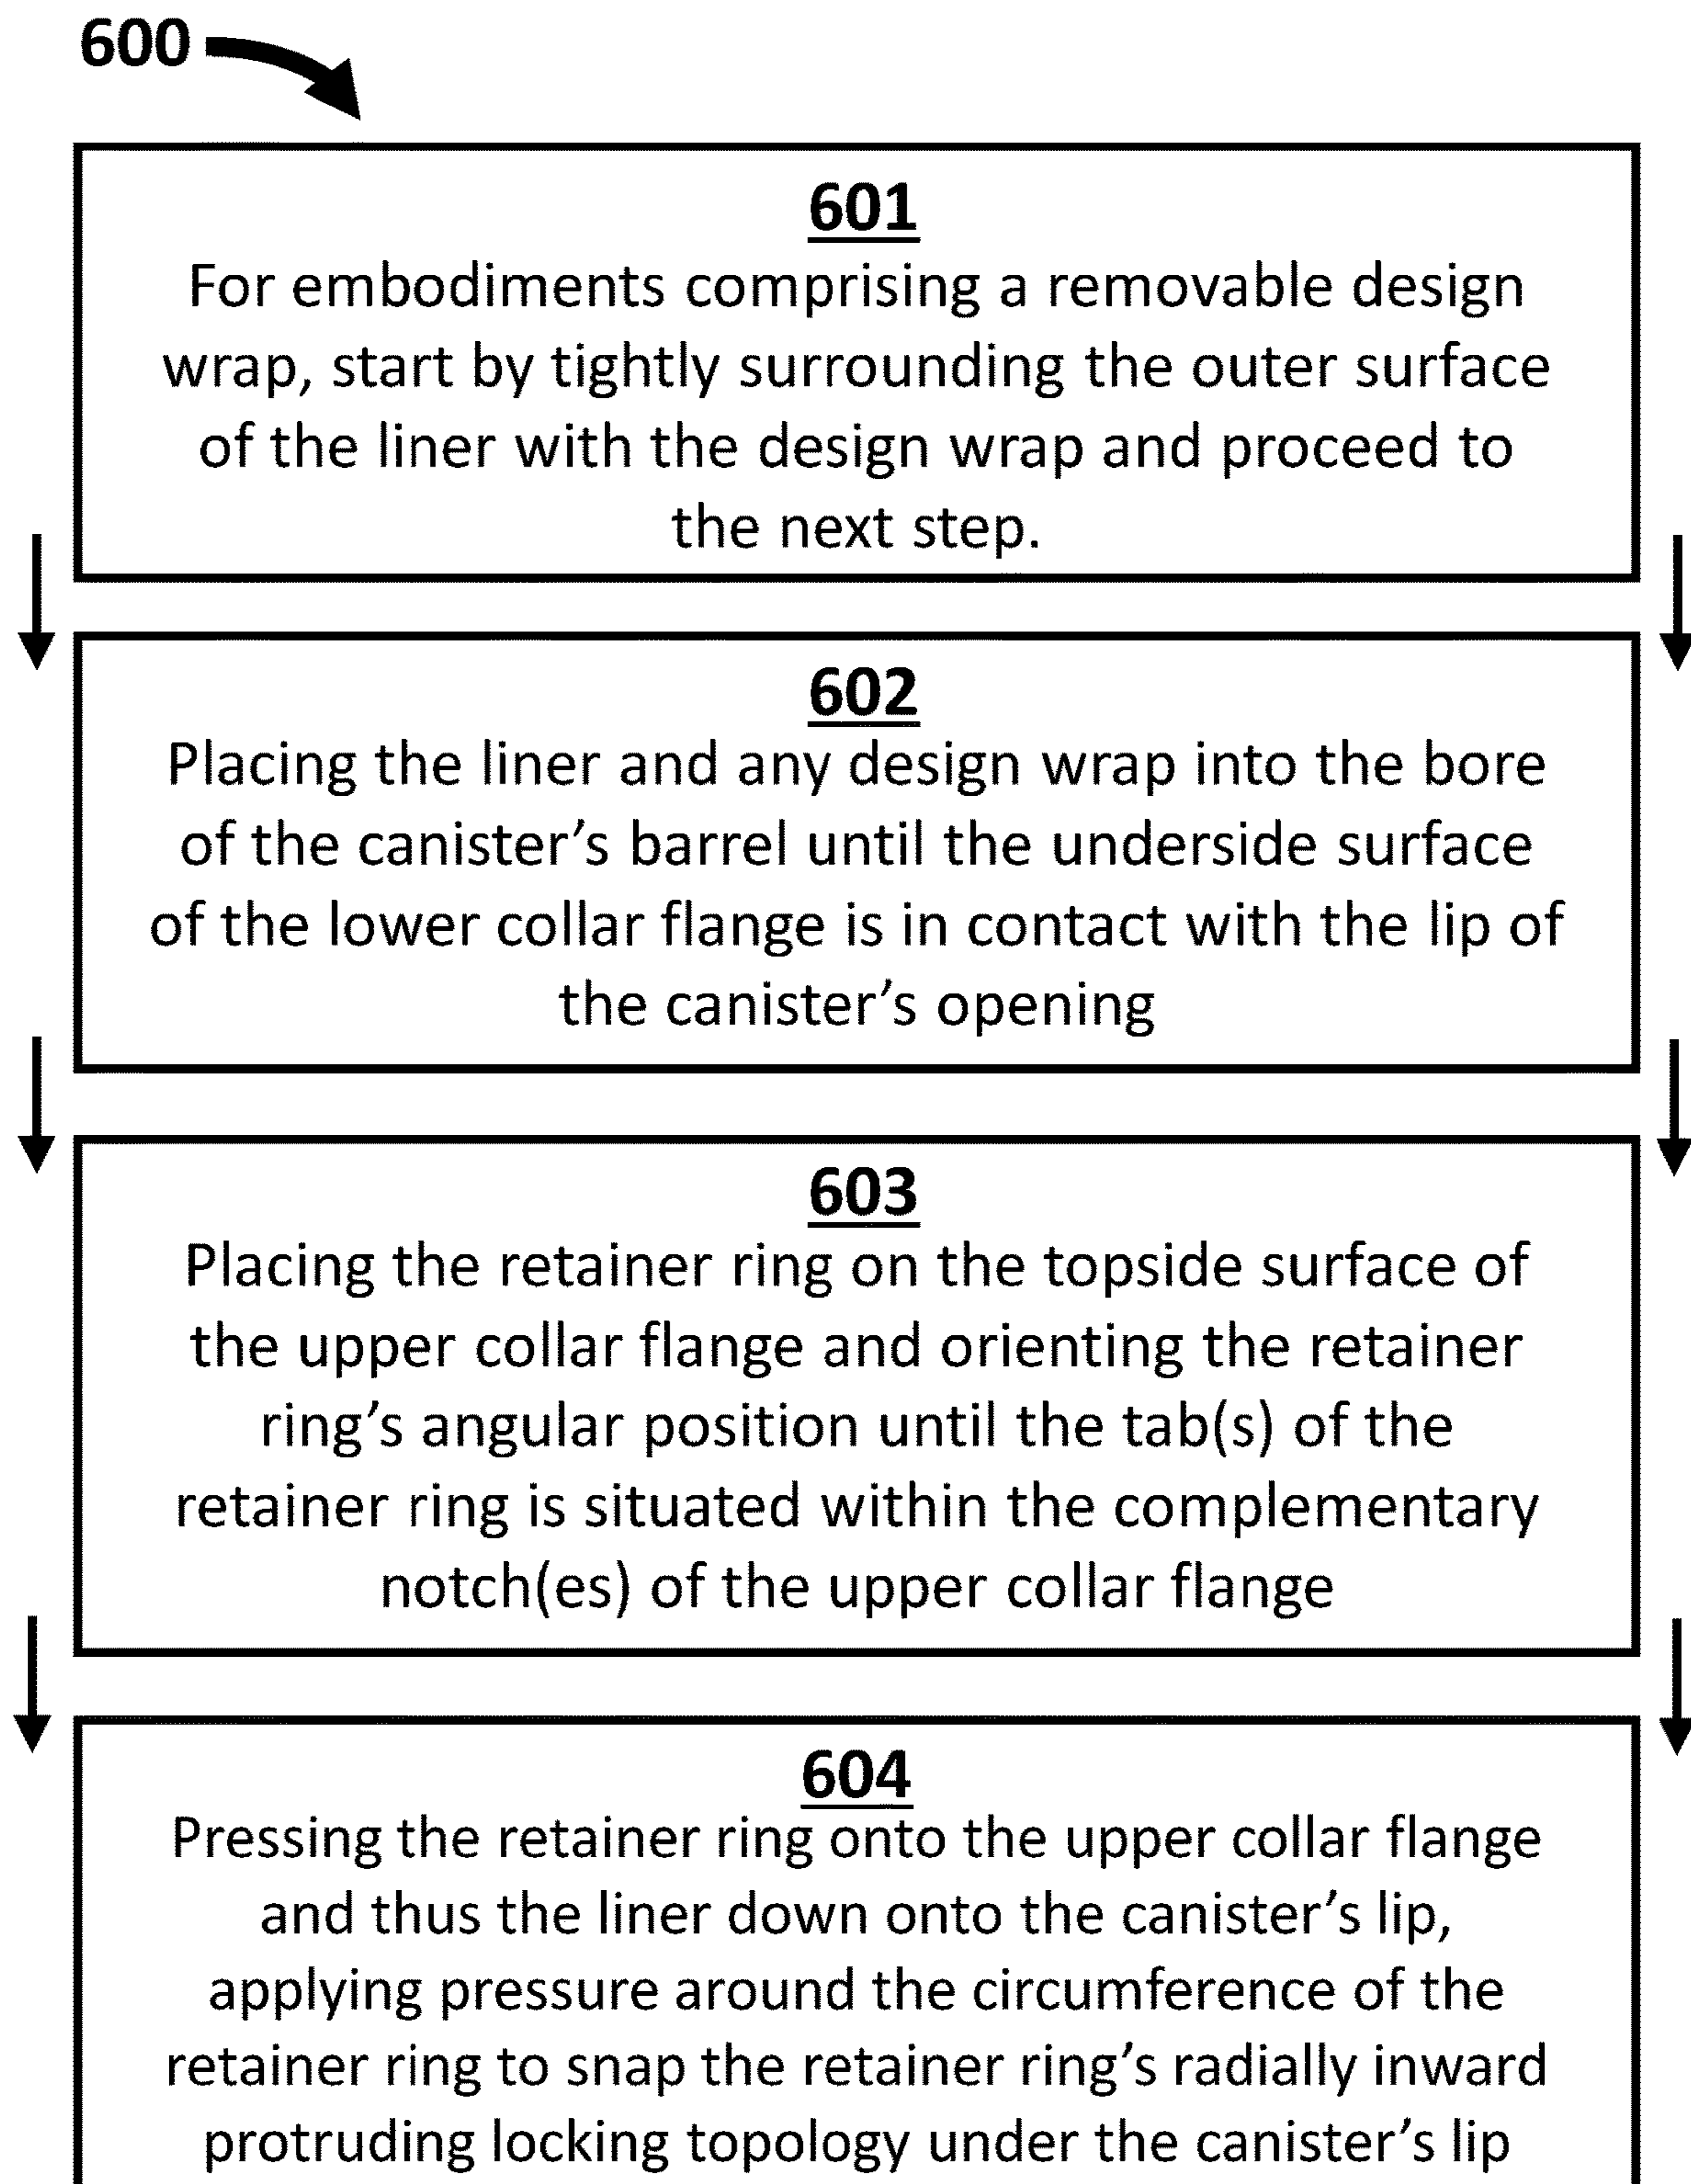 600
601
For embodiments comprising a removable design
wrap, start by tightly surrounding the outer surface
of the liner with the design wrap and proceed to
the next step.
602
Placing the liner and any design wrap into the bore
of the canister’s barrel until the underside surface
of the lower collar flange is in contact with the lip of
the canister’s opening
603
Placing the retainer ring on the topside surface of
the upper collar flange and orienting the retainer
ring’s angular position until the tab(s) of the
retainer ring is situated within the complementary
notch(es) of the upper collar flange
604
Pressing the retainer ring onto the upper collar flange
and thus the liner down onto the canister’s lip,
applying pressure around the circumference of the
retainer ring to snap the retainer ring’s radially inward
protruding locking topology under the canister’s lip